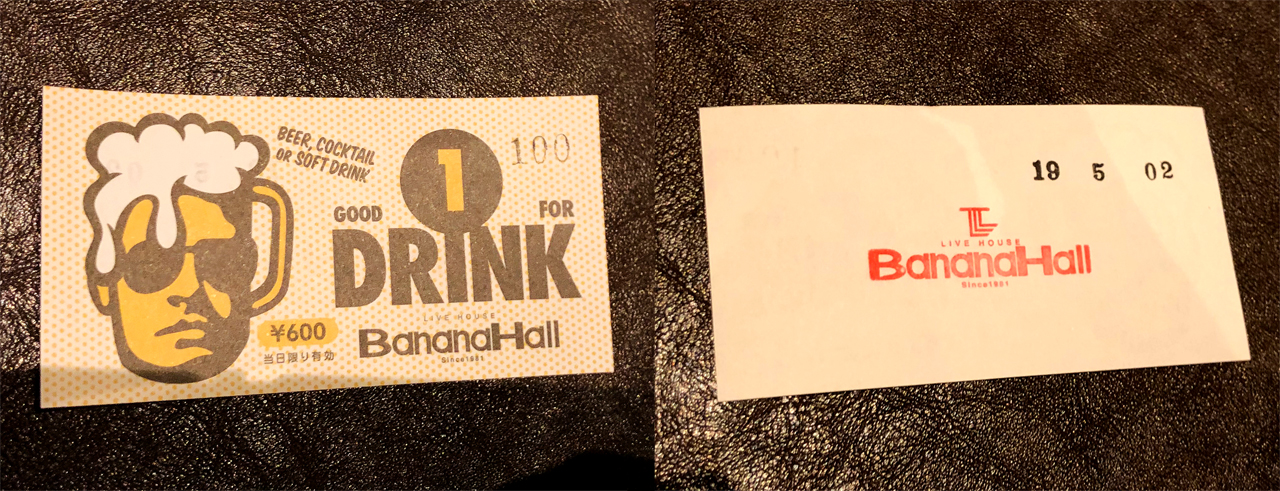 BEER, COCKTAIL
OR SOFT DRINK
1
100
GOOD FOR
DRINK
¥600
当日限り有効
LIVE HOUSE
BananaHall
Since1981
19 5 02
LIVE HOUSE
BananaHall
Since1981